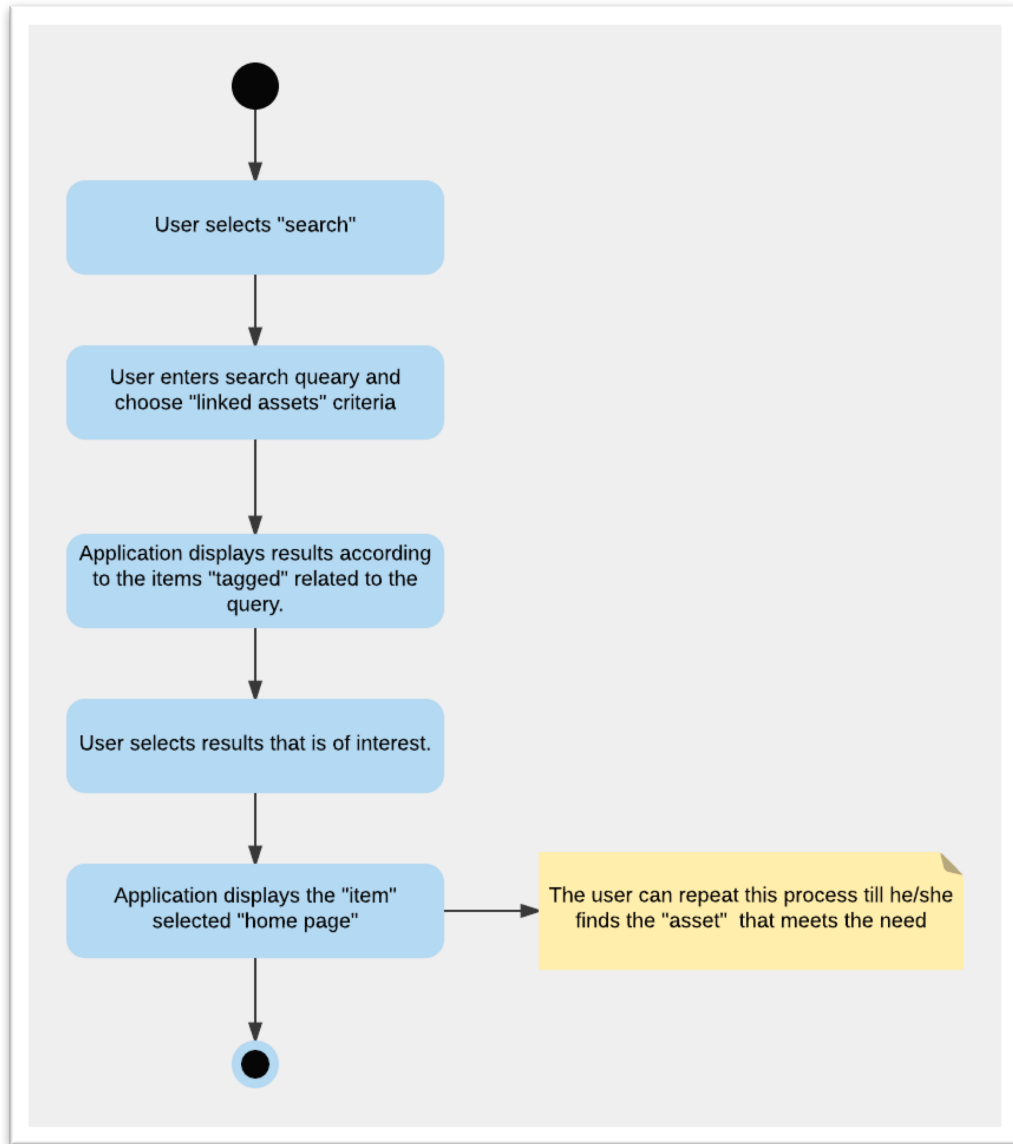 User selects "search"
User enters search queary and
choose "linked assets" criteria
Application displays results according
to the items "tagged" related to the
query.
User selects results that is of interest.
Application displays the "item"
selected "home page"
The user can repeat this process till he/she
finds the "asset"  that meets the need